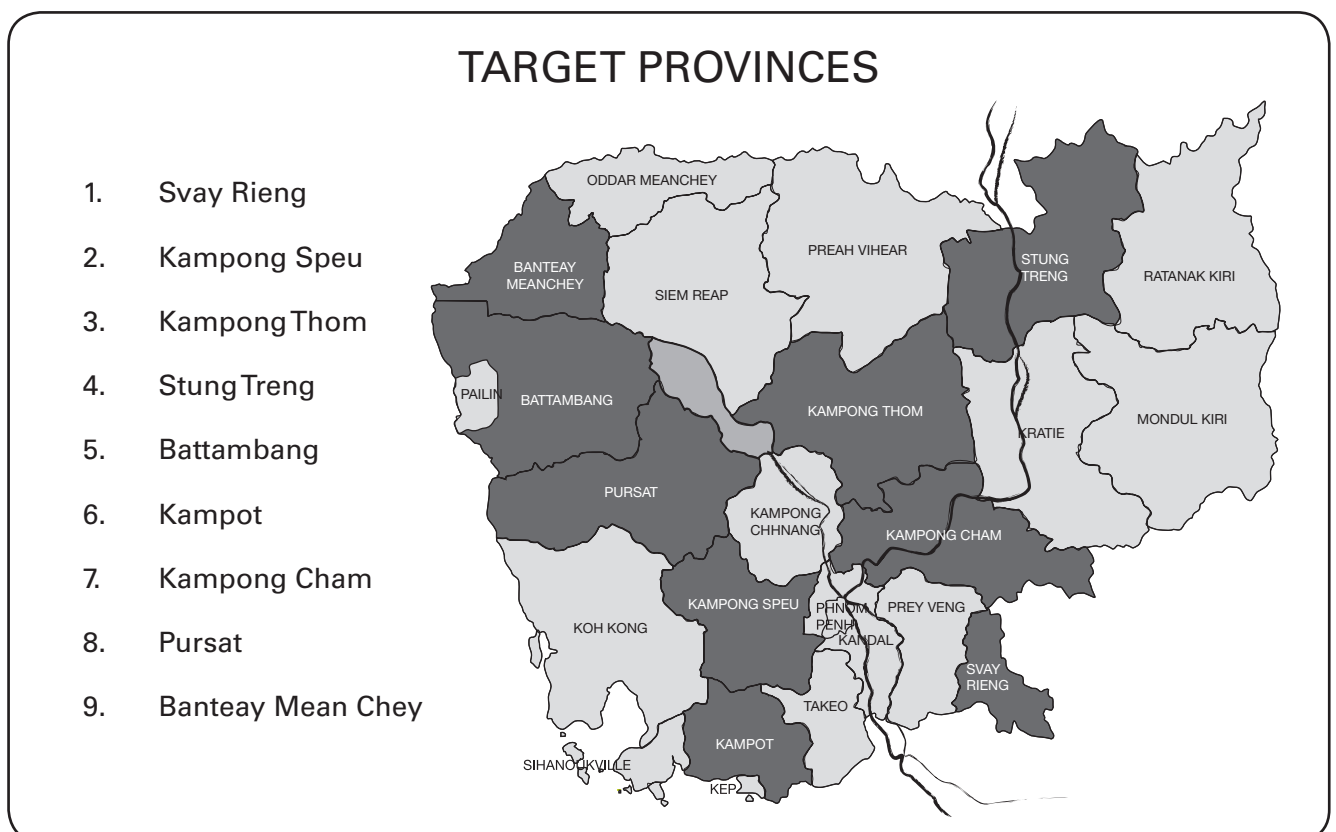 TARGET PROVINCES
1. Svay Rieng
2. Kampong Speu
3. Kampong Thom
4. Stung Treng
5. Battambang
6. Kampot
7. Kampong Cham
8. Pursat
9. Banteay Mean Chey
ODDAR MEANCHEY
PREAH VIHEAR
STUNG
TRENG
RATANAK KIRI
BANTEAY
MEANCHEY
SIEM REAP
PAILIN
BATTAMBANG
KAMPONG THOM
KRATIE
MONDUL KIRI
PURSAT
KAMPONG
CHHNANG
KAMPONG CHAM
KOH KONG
KAMPONG SPEU
PHNOM
PENH
KANDAL
PREY VENG
SVAY
RIENG
TAKEO
KAMPOT
SIHANOUKVILLE
KEP